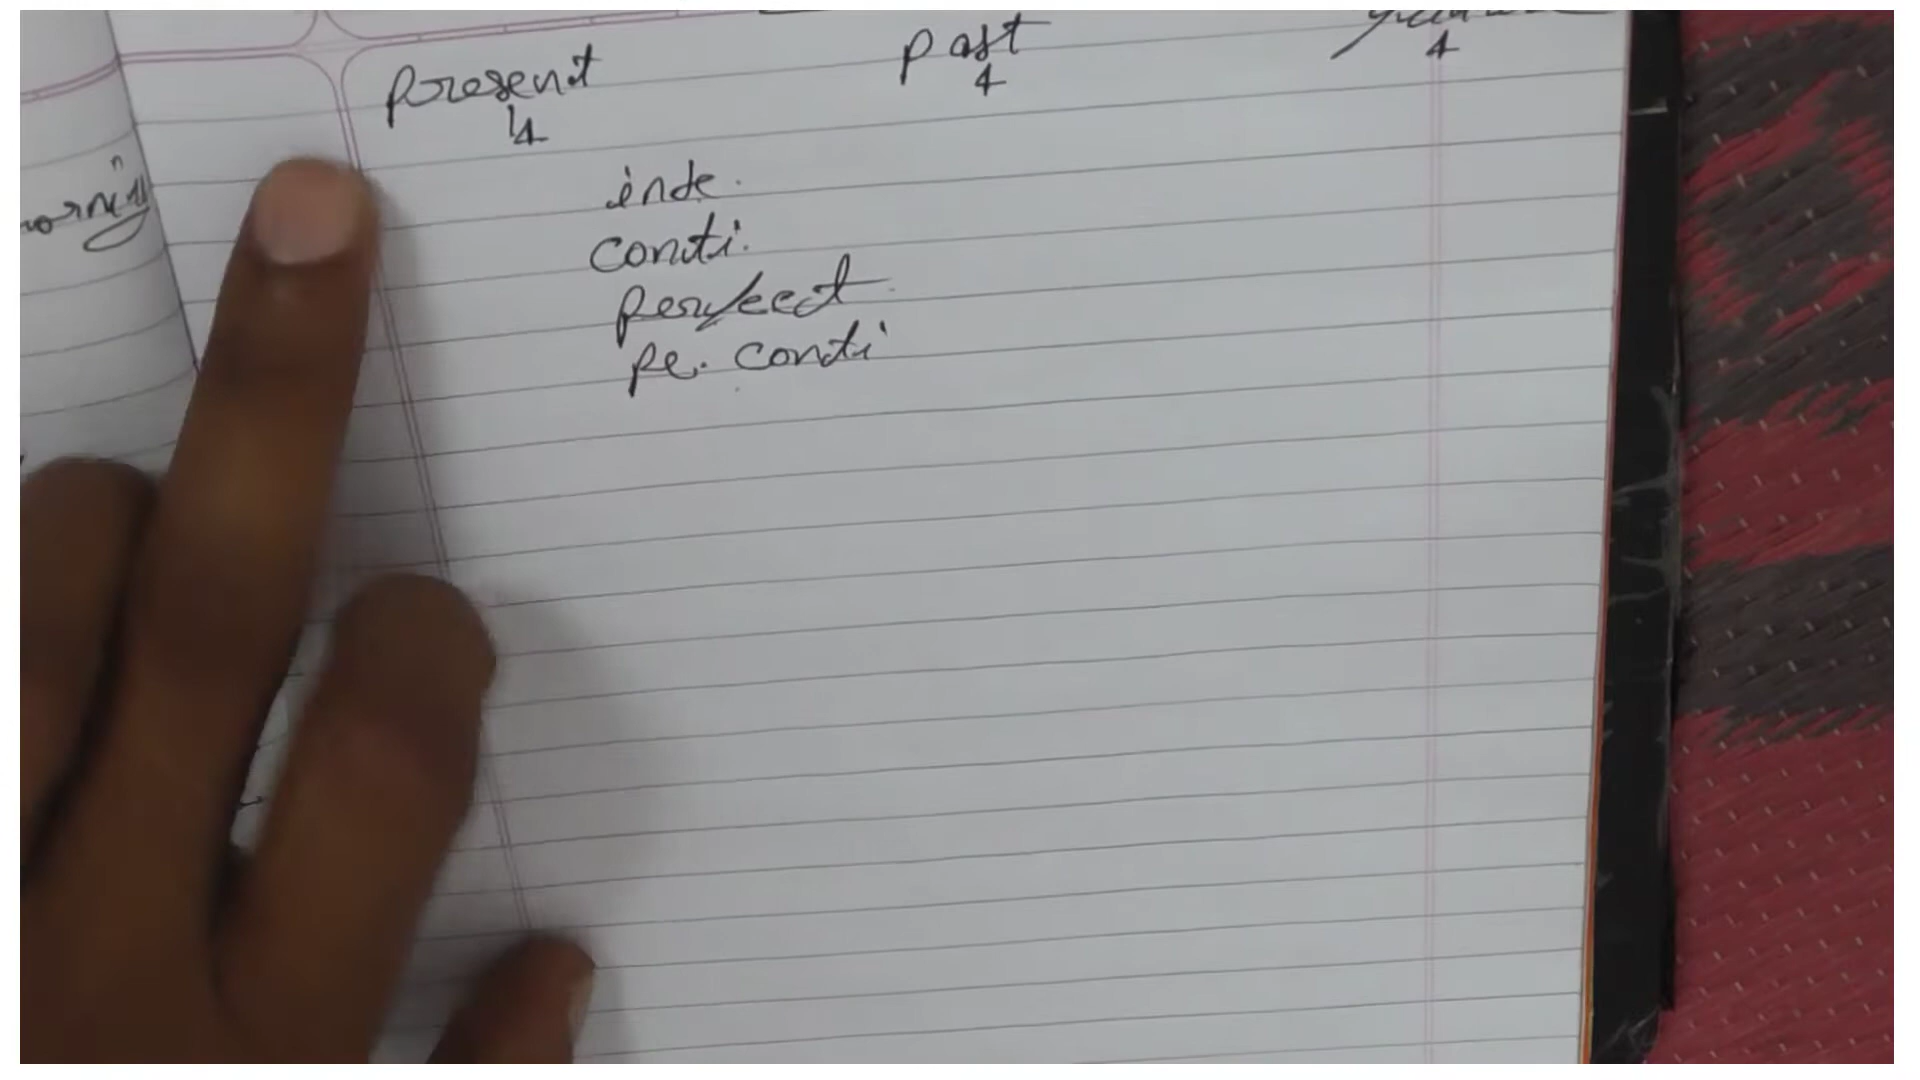 Present Past
4 4 4
inde.
conti.
perfect
pe. conti